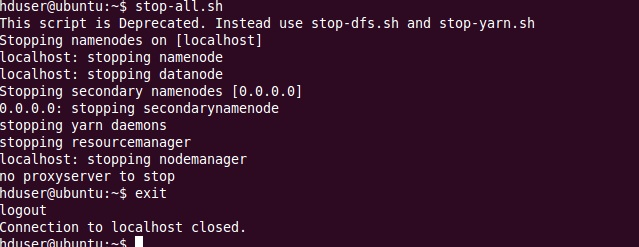 hduser@ubuntu:~$ stop-all.sh
This script is Deprecated. Instead use stop-dfs.sh and stop-yarn.sh
Stopping namenodes on [localhost]
localhost: stopping namenode
localhost: stopping datanode
Stopping secondary namenodes [0.0.0.0]
0.0.0.0: stopping secondarynamenode
stopping yarn daemons
stopping resourcemanager
localhost: stopping nodemanager
no proxyserver to stop
hduser@ubuntu:~$ exit
logout
Connection to localhost closed.
hduser@ubuntu:~$